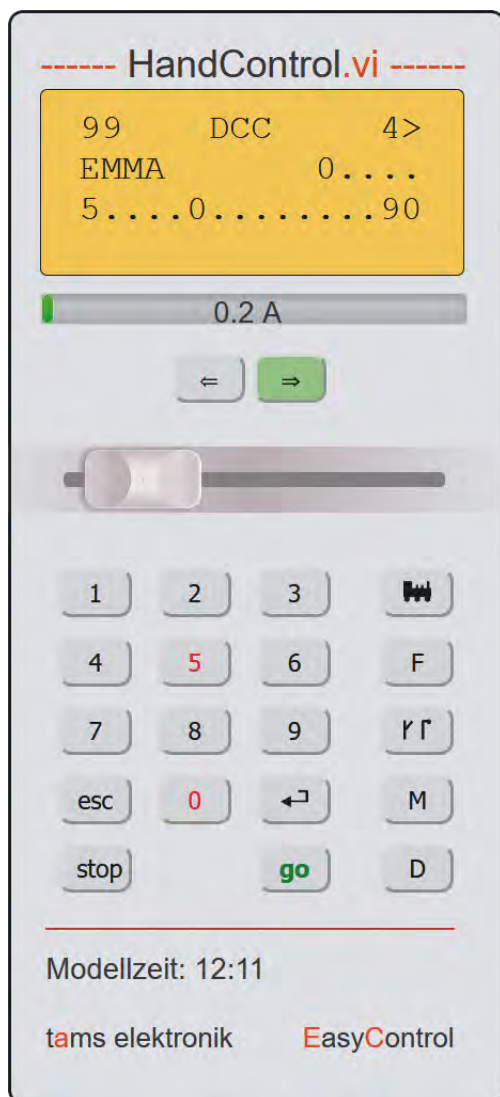 ------ HandControl.vi ------
99 DCC 4>
EMMA 0....
5....0........90
0.2 A
⇐ ⇒
1 2 3
4 5 6 F
7 8 9
esc 0 ↵ M
stop go D
Modellzeit: 12:11
tams elektronik EasyControl